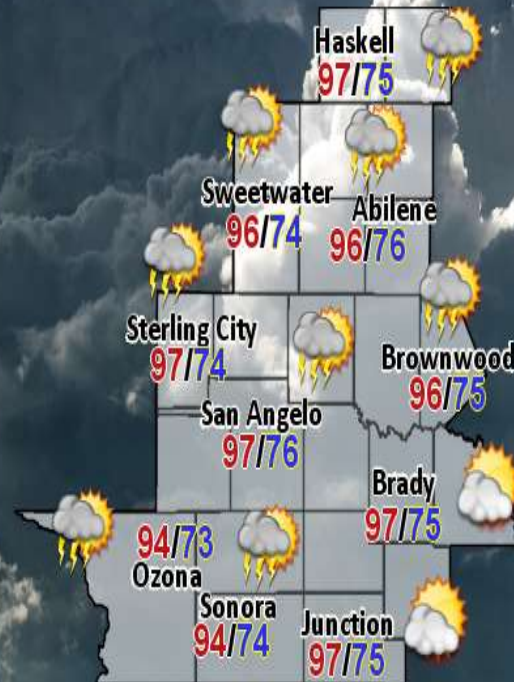 Haskell
97/75
Sweetwater
96/74
Abilene
96/76
Sterling City
97/74
Brownwood
96/75
San Angelo
97/76
Brady
97/75
94/73
Ozona
Sonora
94/74
Junction
97/75